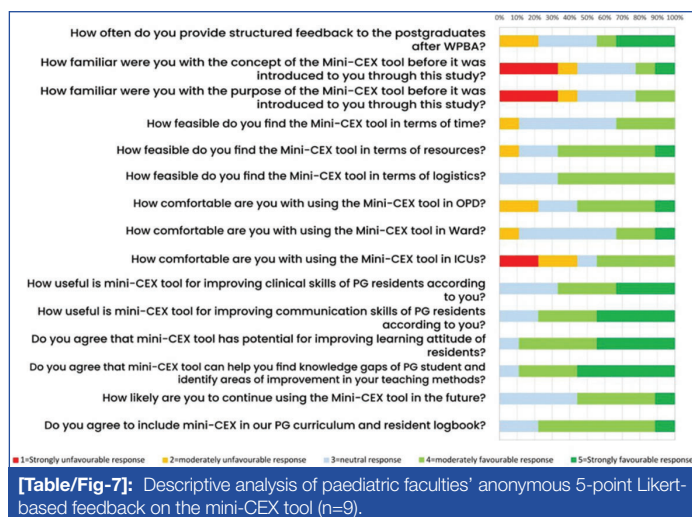 0% 10% 20% 30% 40% 50% 60% 70% 80% 90% 100%
How often do you provide structured feedback to the postgraduates
after WPBA?
How familiar were you with the concept of the Mini-CEX tool before it was
introduced to you through this study?
How familiar were you with the purpose of the Mini-CEX tool before it was
introduced to you through this study?
How feasible do you find the Mini-CEX tool in terms of time?
How feasible do you find the Mini-CEX tool in terms of resources?
How feasible do you find the Mini-CEX tool in terms of logistics?
How comfortable are you with using the Mini-CEX tool in OPD?
How comfortable are you with using the Mini-CEX tool in Ward?
How comfortable are you with using the Mini-CEX tool in ICUs?
How useful is mini-CEX tool for improving clinical skills of PG residents according
to you?
How useful is mini-CEX tool for improving communication skills of PG residents
according to you?
Do you agree that mini-CEX tool has potential for improving learning attitude of
residents?
Do you agree that mini-CEX tool can help you find knowledge gaps of PG student and
identify areas of improvement in your teaching methods?
How likely are you to continue using the Mini-CEX tool in the future?
Do you agree to include mini-CEX in our PG curriculum and resident logbook?
1=Strongly unfavourable response 2=moderately unfavourable response 3=neutral response 4=moderately favourable response 5=Strongly favourable response
[Table/Fig-7]: Descriptive analysis of paediatric faculties' anonymous 5-point Likert-
based feedback on the mini-CEX tool (n=9).